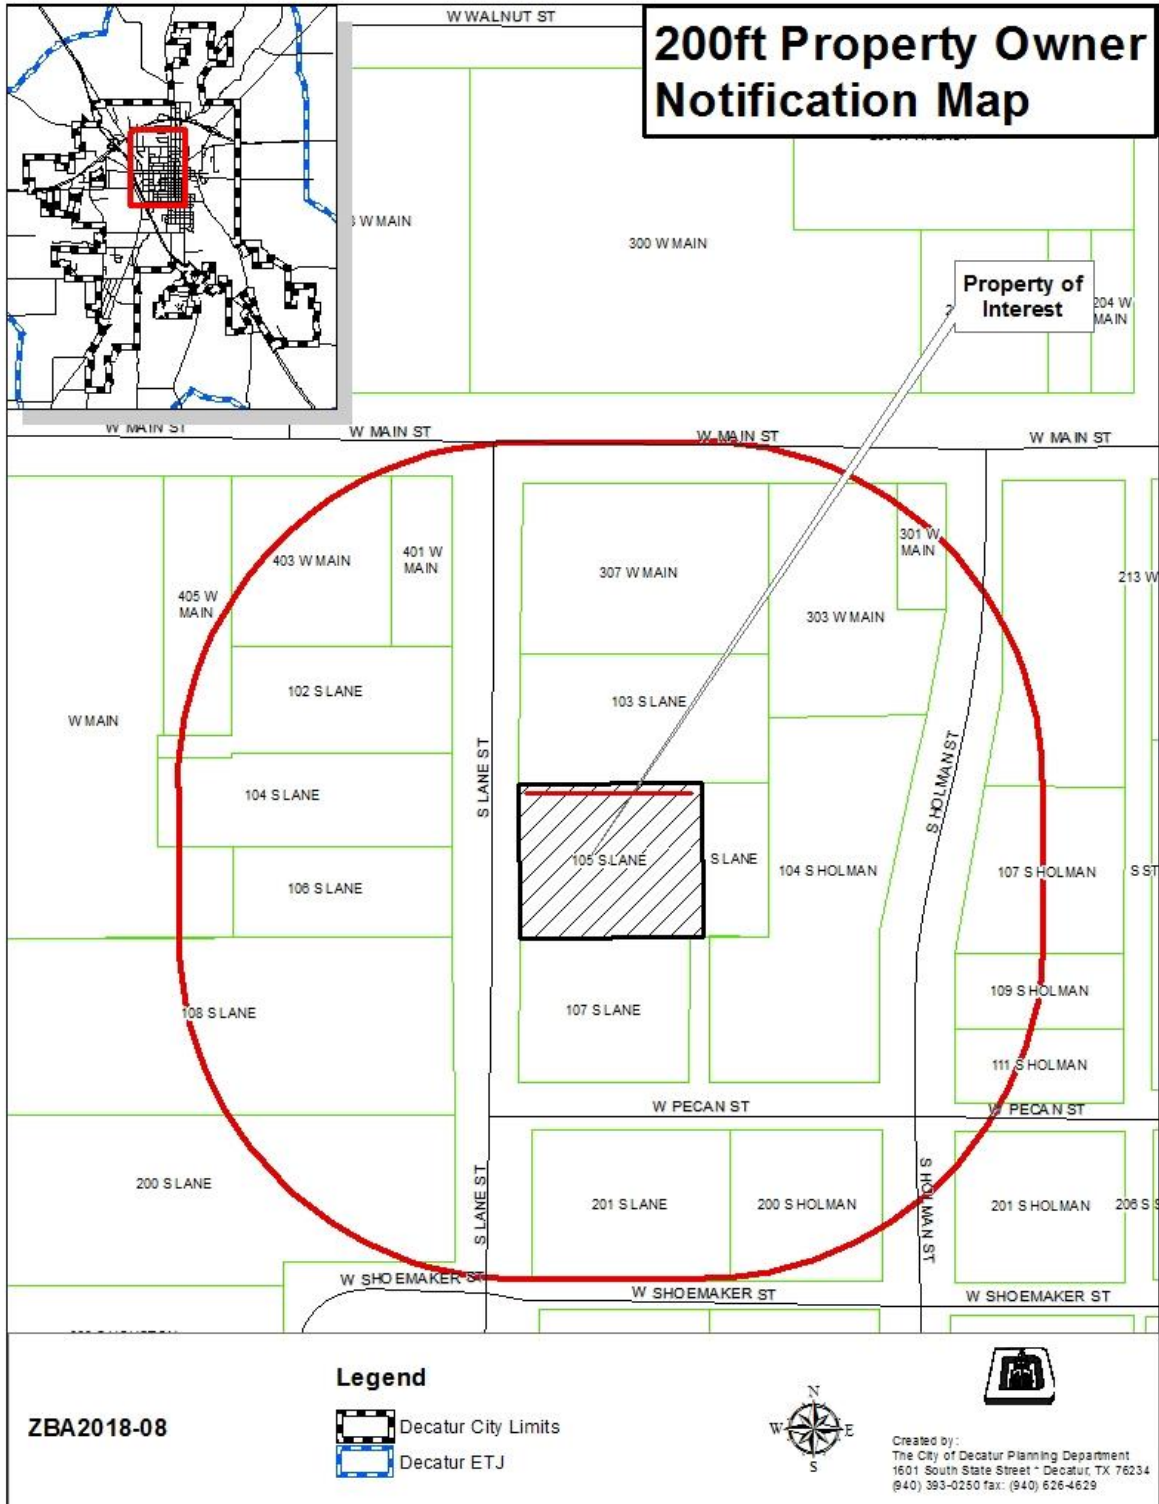 W WALNUT ST
200ft Property Owner
Notification Map
W MAIN
300 W MAIN
Property of
Interest
204 W
MAIN
W MAIN ST
W MAIN ST
W MAIN ST
W MAIN ST
403 W MAIN
401 W
MAIN
405 W
MAIN
307 W MAIN
301 W
MAIN
303 W MAIN
213 W
102 S LANE
103 S LANE
W MAIN
S LANE ST
S HOLMAN ST
104 S LANE
105 S LANE
S LANE
104 S HOLMAN
107 S HOLMAN
S ST
106 S LANE
108 S LANE
107 S LANE
109 S HOLMAN
111 S HOLMAN
W PECAN ST
W PECAN ST
200 S LANE
S LANE ST
201 S LANE
200 S HOLMAN
S HOLMAN ST
201 S HOLMAN
206 S S
W SHOEMAKER ST
W SHOEMAKER ST
W SHOEMAKER ST
ZBA2018-08
Legend
Decatur City Limits
Decatur ETJ
N
W
E
S
Created by:
The City of Decatur Planning Department
1601 South State Street * Decatur, TX 76234
(940) 393-0250 fax: (940) 626-4629